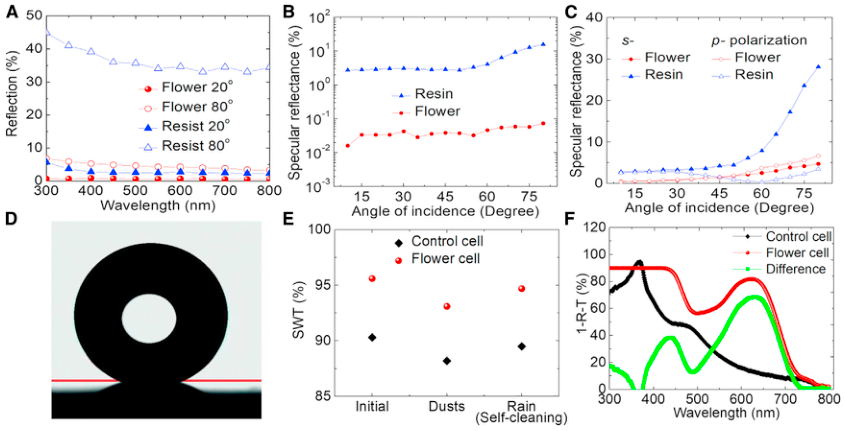 A
Reflection (%)
50
40
30
20
10
0
Flower 20°
Flower 80°
Resist 20°
Resist 80°
300 400 500 600 700 800
Wavelength (nm)
B
Specular reflectance (%)
10²
10¹
10⁰
10⁻¹
10⁻²
10⁻³
Resin
Flower
15 30 45 60 75
Angle of incidence (Degree)
C
Specular reflectance (%)
40
30
20
10
0
s- p- polarization
Flower Flower
Resin Resin
15 30 45 60 75
Angle of incidence (Degree)
D
E
SWT (%)
100
95
90
85
Control cell
Flower cell
Initial Dusts Rain
(Self-cleaning)
F
1-R-T (%)
120
100
80
60
40
20
0
Control cell
Flower cell
Difference
300 400 500 600 700 800
Wavelength (nm)